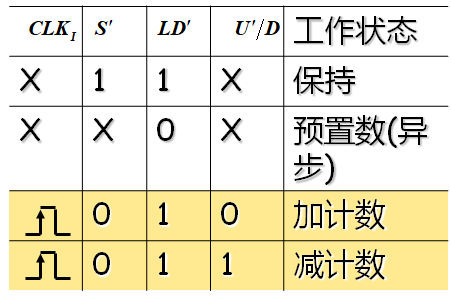 CLK_I S′ LD′ U′/D 工作状态
X 1 1 X 保持
X X 0 X 预置数(异
步)
0 1 0 加计数
0 1 1 减计数